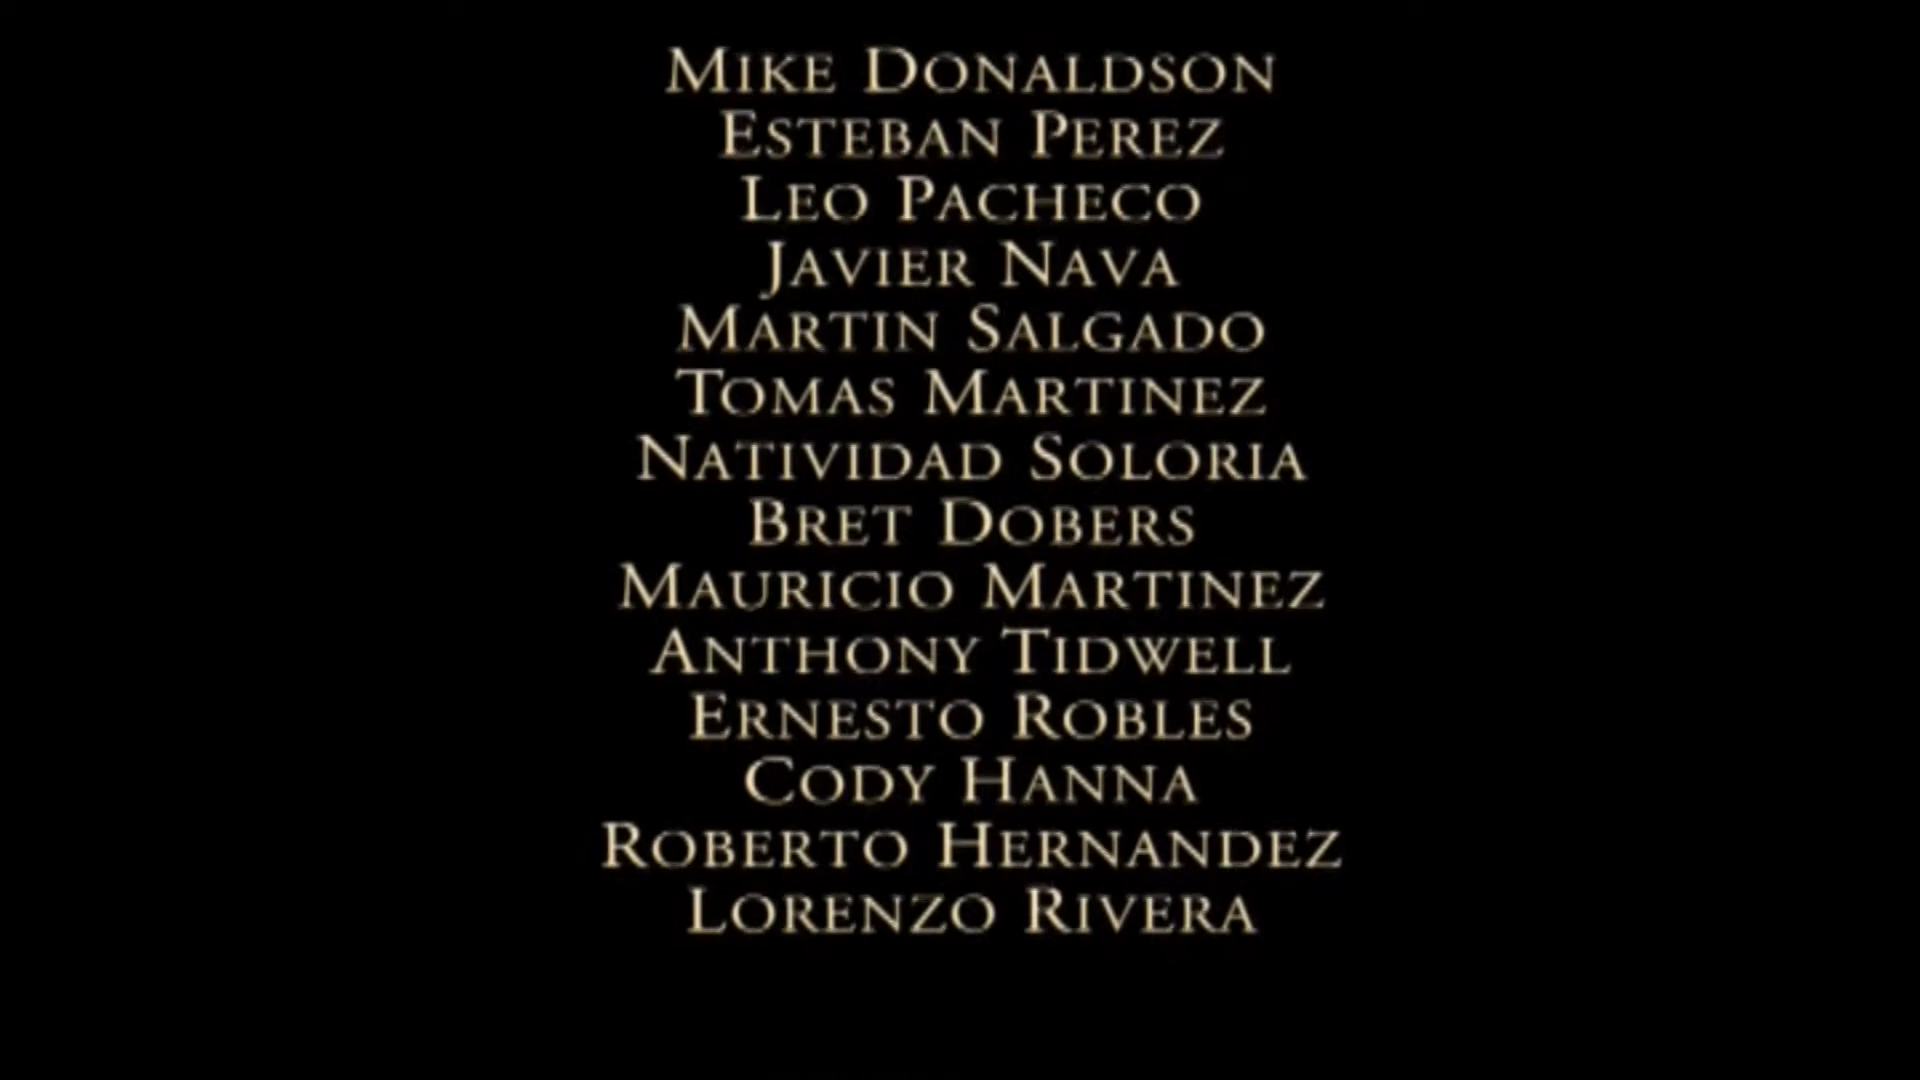 Mike Donaldson
Esteban Perez
Leo Pacheco
Javier Nava
Martin Salgado
Tomas Martinez
Natividad Soloria
Bret Dobers
Mauricio Martinez
Anthony Tidwell
Ernesto Robles
Cody Hanna
Roberto Hernandez
Lorenzo Rivera